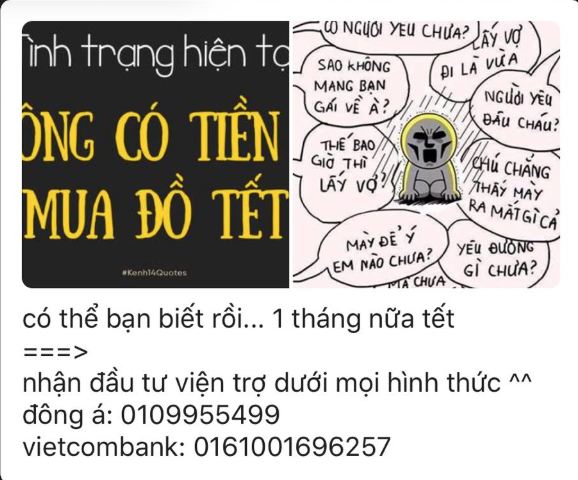 ình trạng hiện tạ
ÔNG CÓ TIỀN
MUA ĐỒ TẾT
#Kenh14Quotes
CÓ NGƯỜI YÊU CHƯA?
LẤY VỢ
ĐI LÀ VỪA
SAO KHÔNG
MANG BẠN
GÁI VỀ À?
NGƯỜI YÊU
ĐÂU CHÁU?
THẾ BAO
GIỜ THÌ
LẤY VỢ
CHÚ CHẲNG
THẤY MÀY
RA MẮT GÌ CẢ
MÀY ĐỂ Ý
EM NÀO CHƯA?
YÊU ĐƯƠNG
GÌ CHƯA?
CHƯA
có thể bạn biết rồi... 1 tháng nữa tết
===>
nhận đầu tư viện trợ dưới mọi hình thức ^^
đông á: 0109955499
vietcombank: 0161001696257